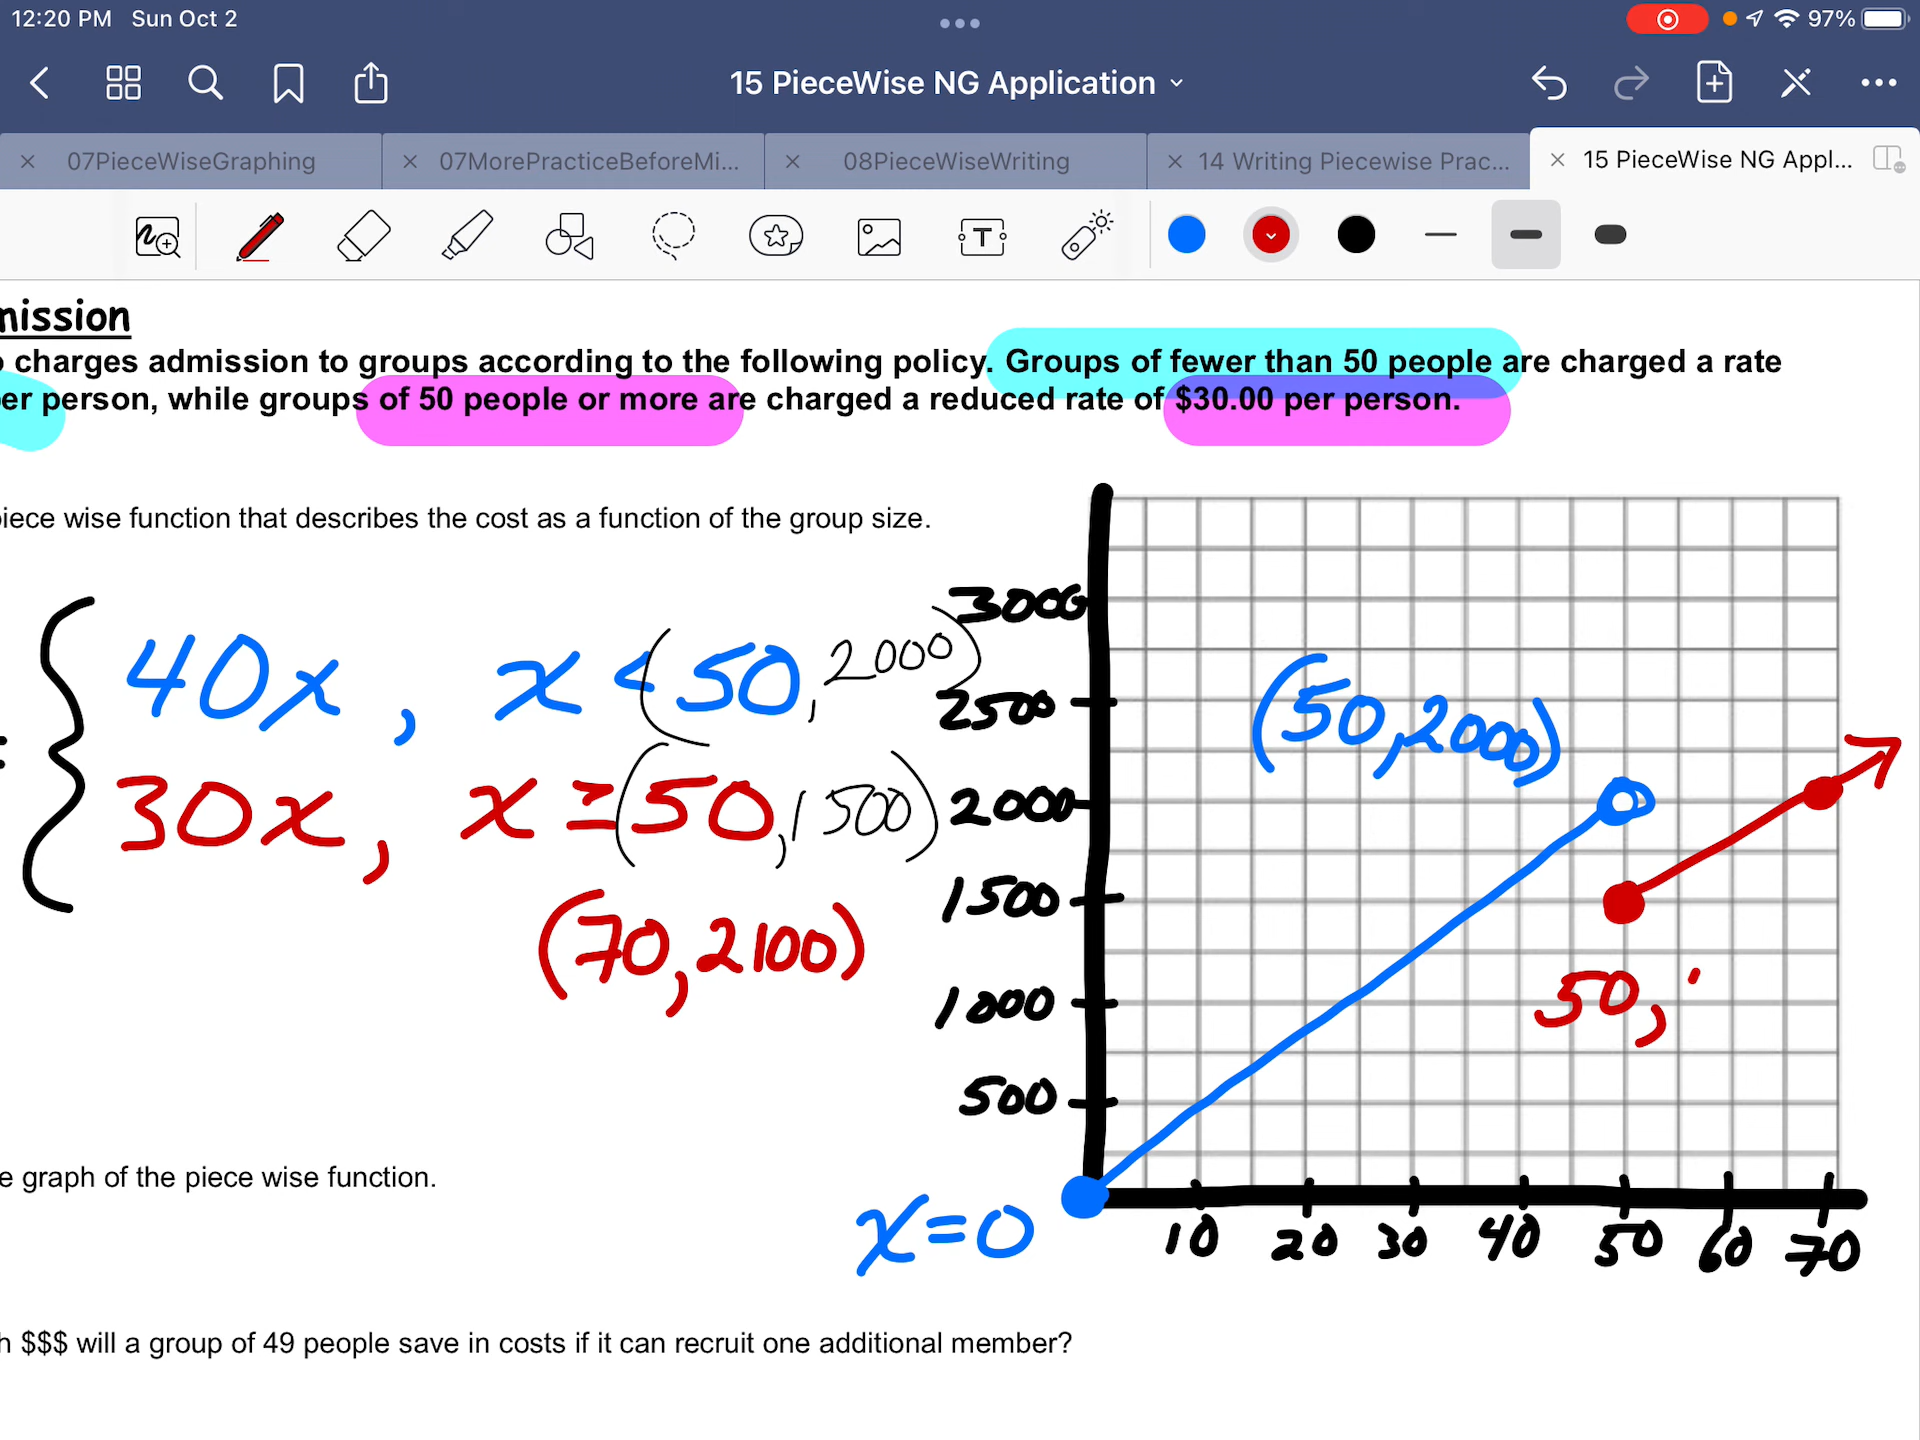 12:20 PM Sun Oct 2
97%
15 PieceWise NG Application
07PieceWiseGraphing
07MorePracticeBeforeMi...
08PieceWiseWriting
14 Writing Piecewise Prac...
15 PieceWise NG Appl...
mission
charges admission to groups according to the following policy. Groups of fewer than 50 people are charged a rate
er person, while groups of 50 people or more are charged a reduced rate of $30.00 per person.
iece wise function that describes the cost as a function of the group size.
= {
40x, x < (50, 2000)
30x, x ≥ (50, 1500)
(70, 2100)
3000
2500
2000
1500
1000
500
(50, 2000)
50,
x=0
10 20 30 40 50 60 70
e graph of the piece wise function.
h $$$ will a group of 49 people save in costs if it can recruit one additional member?